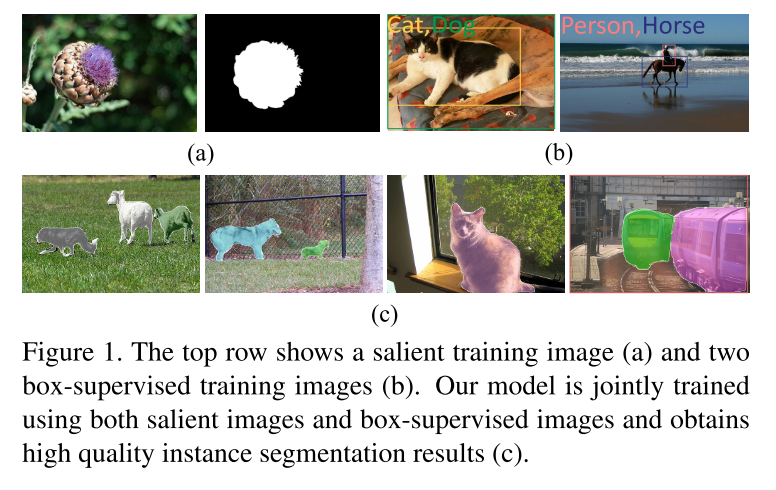 Cat,Dog
Person,Horse
(a)
(b)
(c)
Figure 1. The top row shows a salient training image (a) and two
box-supervised training images (b). Our model is jointly trained
using both salient images and box-supervised images and obtains
high quality instance segmentation results (c).